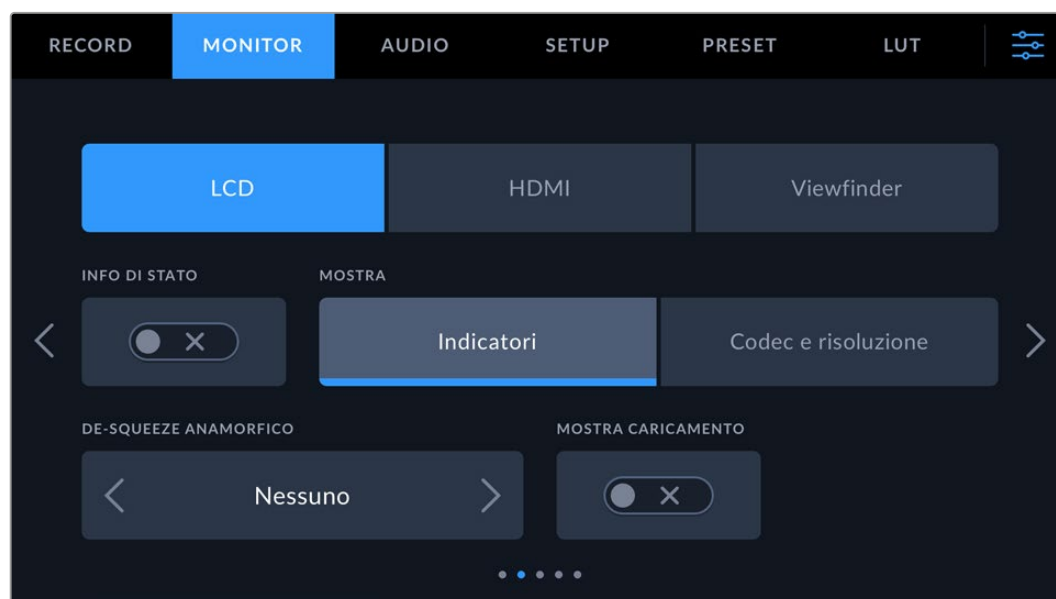 RECORD MONITOR AUDIO SETUP PRESET LUT
LCD HDMI Viewfinder
INFO DI STATO MOSTRA
Indicatori Codec e risoluzione
DE-SQUEEZE ANAMORFICO MOSTRA CARICAMENTO
Nessuno